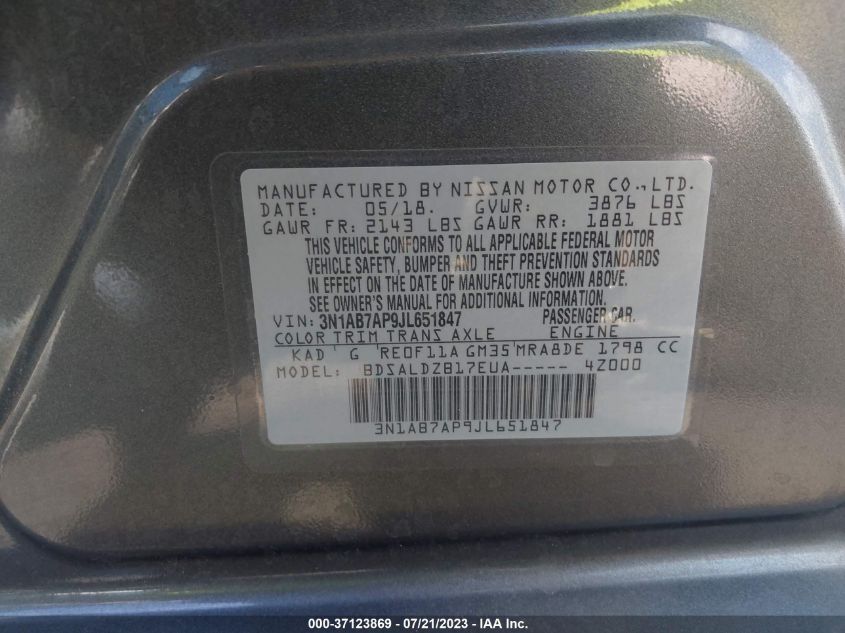 MANUFACTURED BY NISSAN MOTOR CO.,LTD.
DATE: 05/18. GVWR: 3876 LBS
GAWR FR: 2143 LBS GAWR RR: 1881 LBS
THIS VEHICLE CONFORMS TO ALL APPLICABLE FEDERAL MOTOR
VEHICLE SAFETY, BUMPER AND THEFT PREVENTION STANDARDS
IN EFFECT ON THE DATE OF MANUFACTURE SHOWN ABOVE.
SEE OWNER'S MANUAL FOR ADDITIONAL INFORMATION.
VIN: 3N1AB7AP9JL651847 PASSENGER CAR.
COLOR TRIM TRANS AXLE ENGINE
KAD G RE0F11A GM35 MRA8DE 1798 CC
MODEL: BDSALDZB17EUA----- 4Z000
3N1AB7AP9JL651847
000-37123869 - 07/21/2023 - © IAA, Inc.